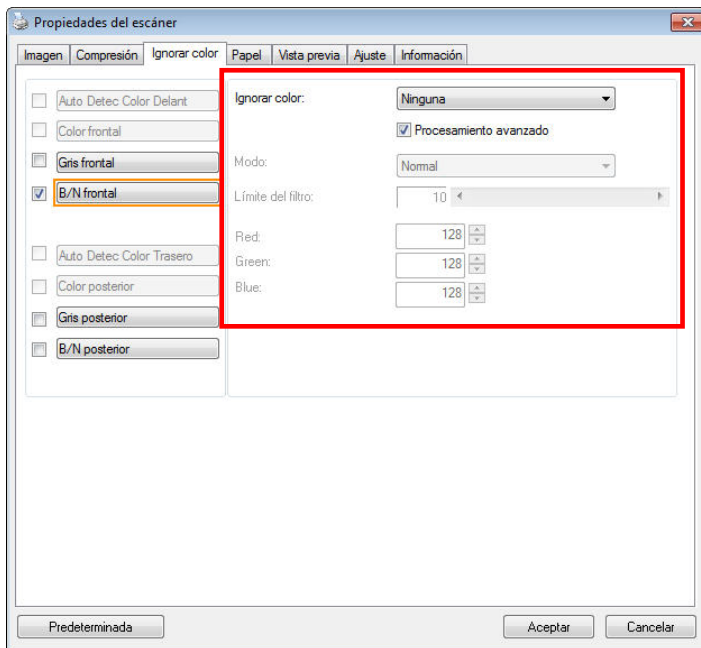 Propiedades del escáner
Imagen Compresión Ignorar color Papel Vista previa Ajuste Información
Auto Detec Color Delant
Color frontal
Gris frontal
B/N frontal
Auto Detec Color Trasero
Color posterior
Gris posterior
B/N posterior
Ignorar color: Ninguna
Procesamiento avanzado
Modo: Normal
Límite del filtro: 10
Red: 128
Green: 128
Blue: 128
Predeterminada Aceptar Cancelar